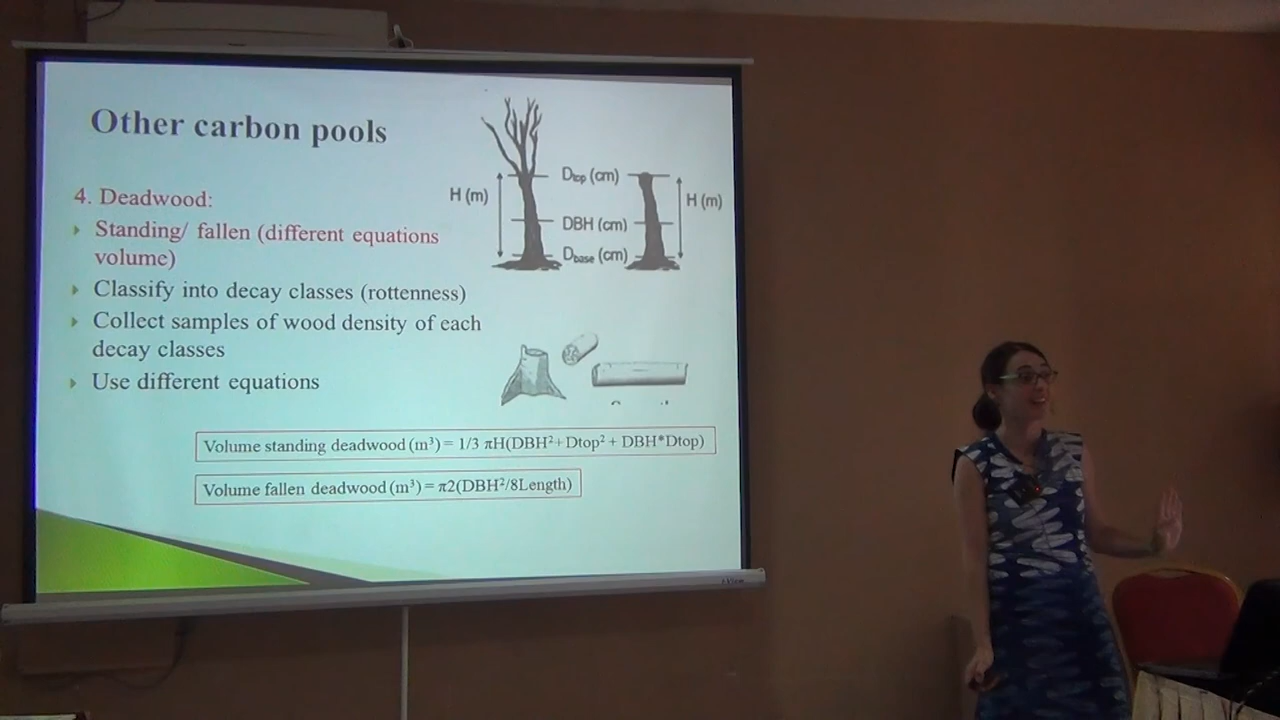 Other carbon pools
4. Deadwood:
Standing/ fallen (different equations
volume)
Classify into decay classes (rottenness)
Collect samples of wood density of each
decay classes
Use different equations
H (m)
Dtop (cm)
DBH (cm)
Dbase (cm)
H (m)
Volume standing deadwood (m³) = 1/3 πH(DBH²+Dtop² + DBH*Dtop)
Volume fallen deadwood (m³) = π2(DBH²/8Length)